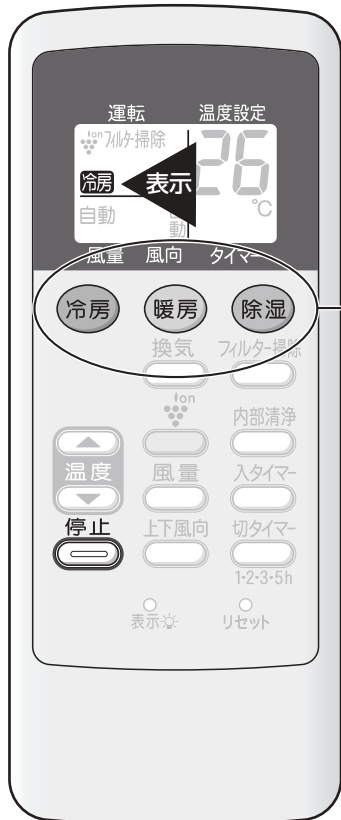 運転 温度設定
ion フィルター掃除
冷房 表示 26
℃
自動 自動
風量 風向 タイマー
冷房 暖房 除湿
換気 フィルター掃除
ion 内部清浄
温度 風量 入タイマー
停止 上下風向 切タイマー
1・2・3・5h
表示 リセット